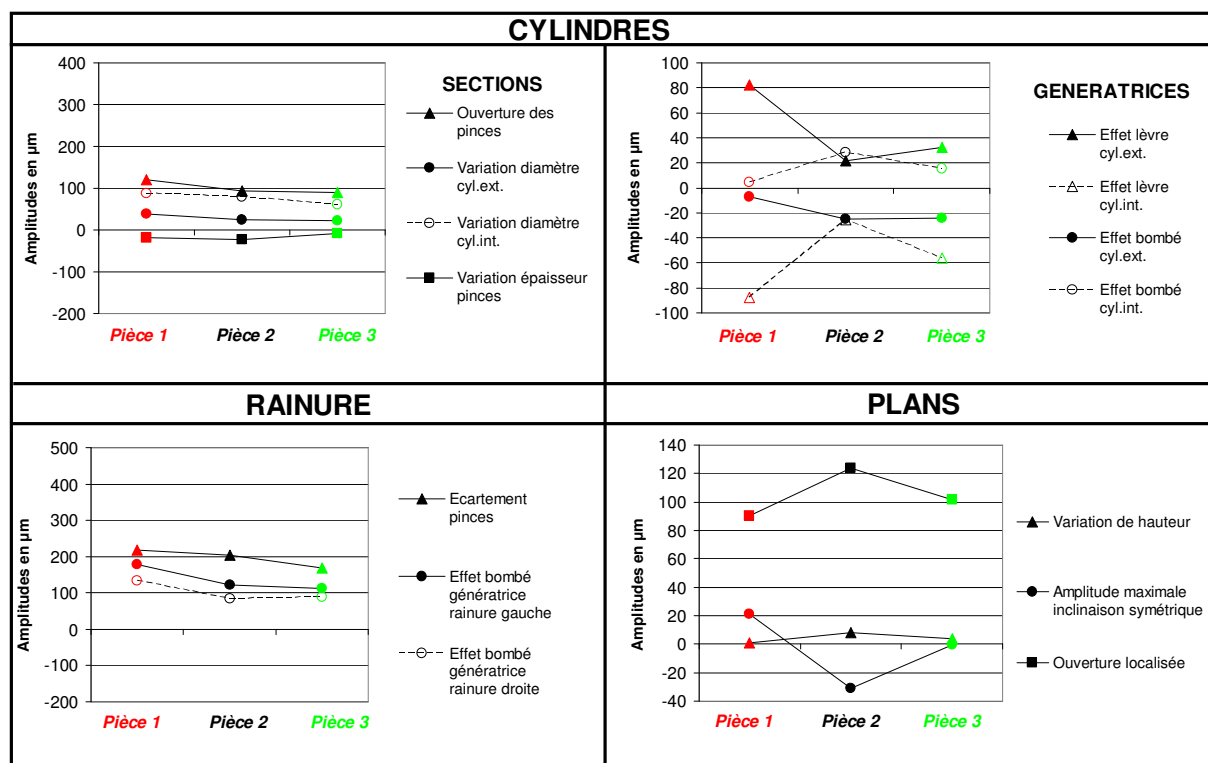 CYLINDRES
400
300
200
100
0
-100
-200
Amplitudes en µm
Pièce 1
Pièce 2
Pièce 3
SECTIONS
Ouverture des
pinces
Variation diamètre
cyl.ext.
Variation diamètre
cyl.int.
Variation épaisseur
pinces
100
80
60
40
20
0
-20
-40
-60
-80
-100
Amplitudes en µm
Pièce 1
Pièce 2
Pièce 3
GENERATRICES
Effet lèvre
cyl.ext.
Effet lèvre
cyl.int.
Effet bombé
cyl.ext.
Effet bombé
cyl.int.
RAINURE
500
400
300
200
100
0
-100
-200
Amplitudes en µm
Pièce 1
Pièce 2
Pièce 3
Ecartement
pinces
Effet bombé
génératrice
rainure gauche
Effet bombé
génératrice
rainure droite
PLANS
140
120
100
80
60
40
20
0
-20
-40
Amplitudes en µm
Pièce 1
Pièce 2
Pièce 3
Variation de hauteur
Amplitude maximale
inclinaison symétrique
Ouverture localisée